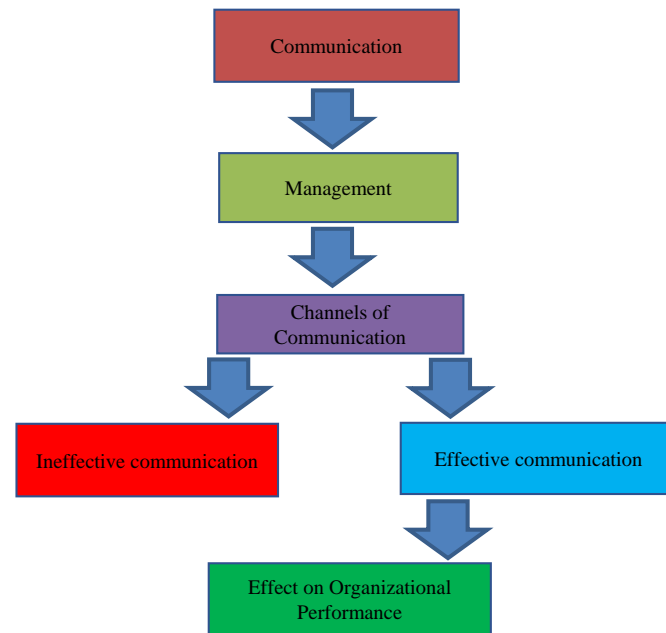 Communication
Management
Channels of
Communication
Ineffective communication
Effective communication
Effect on Organizational
Performance